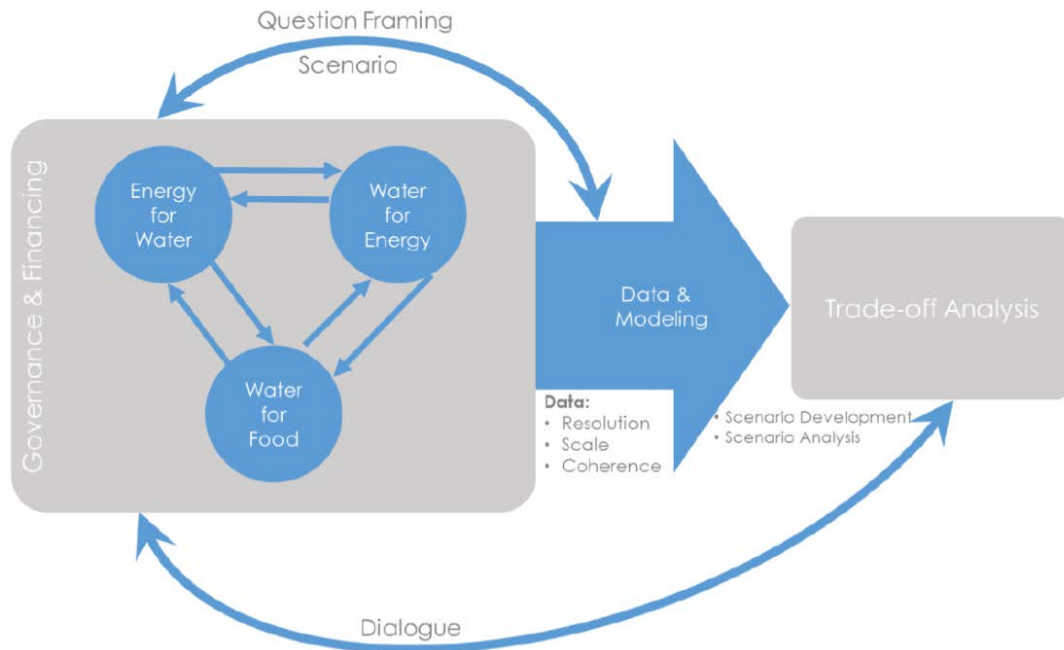 Question Framing
Scenario
Governance & Financing
Energy
for
Water
Water
for
Energy
Water
for
Food
Data &
Modeling
Data:
• Resolution
• Scale
• Coherence
• Scenario Development
• Scenario Analysis
Trade-off Analysis
Dialogue